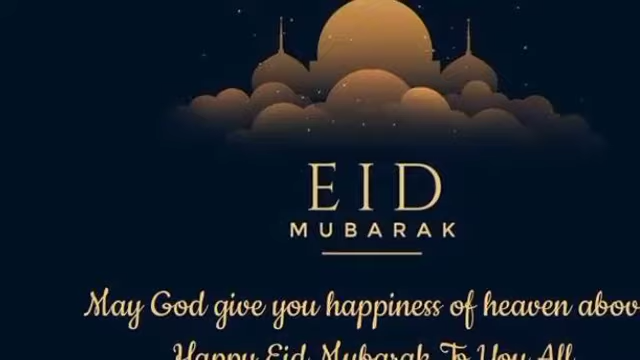 EID
MUBARAK
May God give you happiness of heaven abov
Happy Eid Mubarak To You All